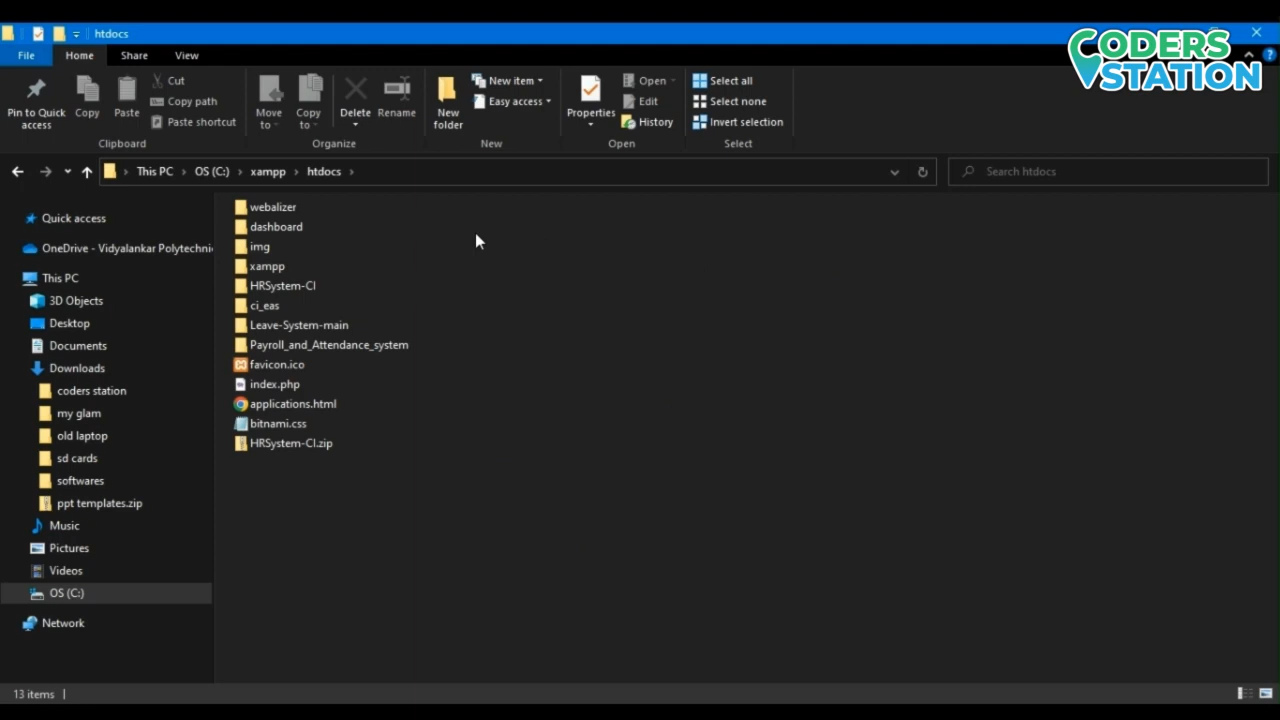 htdocs
CODERS
STATION
File Home Share View
Pin to Quick access
Copy
Paste
Cut
Copy path
Paste shortcut
Clipboard
Move to
Copy to
Delete
Rename
Organize
New folder
New item
Easy access
New
Properties
Open
Edit
History
Open
Select all
Select none
Invert selection
Select
This PC > OS (C:) > xampp > htdocs >
Search htdocs
Quick access
OneDrive - Vidyalankar Polytechni
This PC
3D Objects
Desktop
Documents
Downloads
coders station
my glam
old laptop
sd cards
softwares
ppt templates.zip
Music
Pictures
Videos
OS (C:)
Network
webalizer
dashboard
img
xampp
HRSystem-CI
ci_eas
Leave-System-main
Payroll_and_Attendance_system
favicon.ico
index.php
applications.html
bitnami.css
HRSystem-CI.zip
13 items